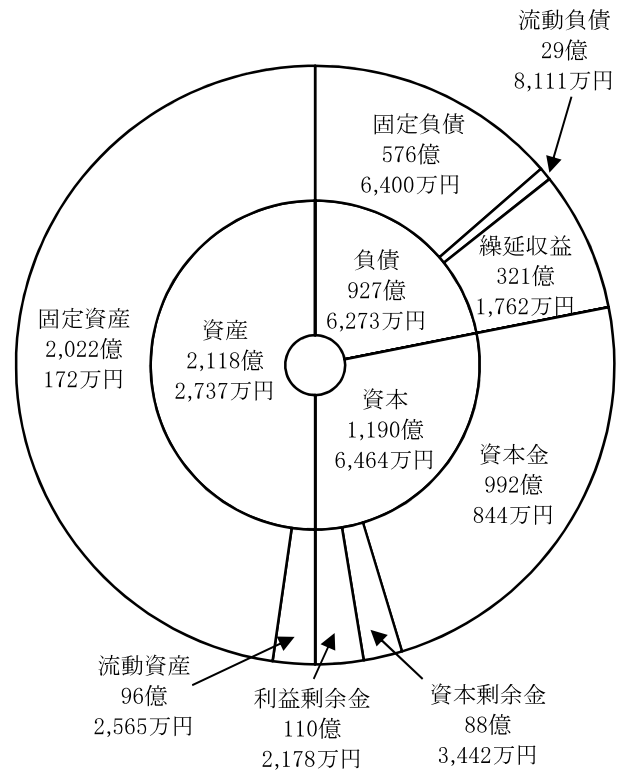 流動負債
29億
8,111万円
固定負債
576億
6,400万円
繰延収益
321億
1,762万円
負債
927億
6,273万円
固定資産
2,022億
172万円
資産
2,118億
2,737万円
資本
1,190億
6,464万円
資本金
992億
844万円
流動資産
96億
2,565万円
利益剰余金
110億
2,178万円
資本剰余金
88億
3,442万円